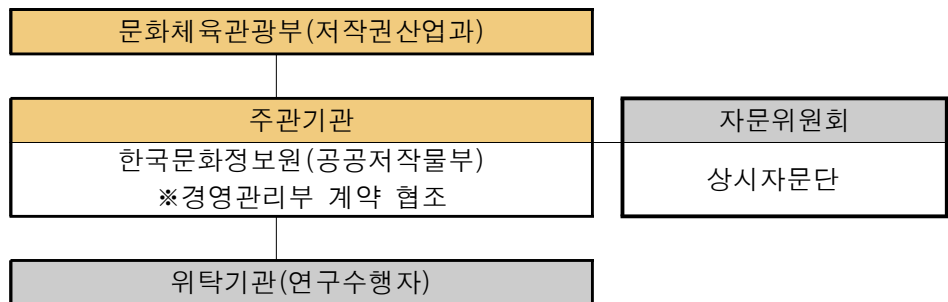 문화체육관광부(저작권산업과)
주관기관
한국문화정보원(공공저작물부)
※경영관리부 계약 협조
자문위원회
상시자문단
위탁기관(연구수행자)